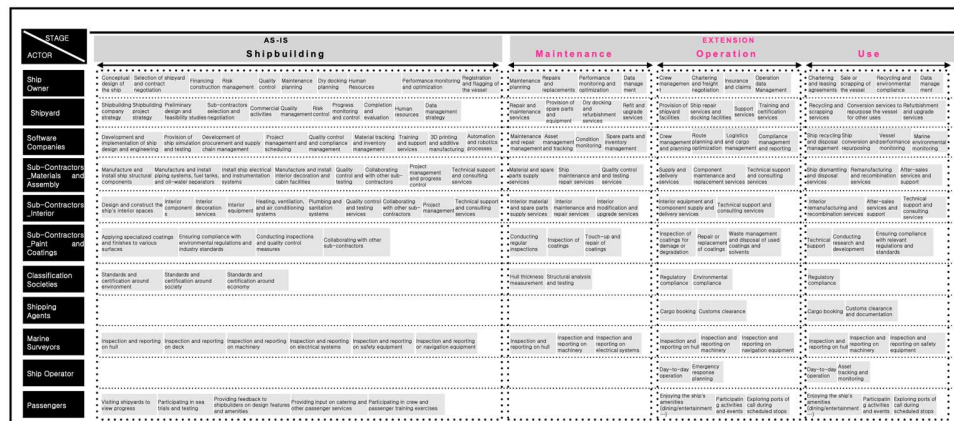 STAGE
ACTOR
AS-IS
Shipbuilding
EXTENSION
Maintenance
Operation
Use
Ship
Owner
Conceptual
design of
the ship
Selection of shipyard
and contract
negotiation
Financing
construction
Risk
management
Quality
control
Maintenance
planning
Dry docking
planning
Human
Resources
Performance monitoring
and optimization
Registration
and flagging of
the vessel
Maintenance
planning
Repairs
and
replacements
Performance
monitoring and
optimization
Data
manage
ment
Crew
management
Chartering
and freight
negotiation
Insurance
and claims
Operation
data
Management
Chartering
and leasing
agreements
Sale or
scrapping of
the vessel
Recycling and
environmental
compliance
Data
manage
ment
Shipyard
Shipbuilding
company
strategy
Shipbuilding
project
strategy
Preliminary
design and
feasibility studies
Sub-contractors
selection and
negotiation
Commercial
activities
Quality
control
Risk
management
Progress
monitoring
and control
Completion
and
evaluation
Human
resources
Data
management
strategy
Repair and
maintenance
services
Provision of
spare parts
and
equipment
Dry docking
and
refurbishment
services
Refit and
upgrade
services
Provision of
shipyard
facilities
Ship repair
services and
docking facilities
Support
services
Training and
certification
services
Recycling and
scrapping
services
Conversion services to
repurpose the vessel
for other uses
Refurbishment
and upgrade
services
Software
Companies
Development and
implementation of ship
design and engineering
Provision of
ship simulation
and testing
Development of
procurement and supply
chain management
Project
management and
scheduling
Quality control
and compliance
management
Material tracking
and inventory
management
Training
and support
services
3D printing
and additive
manufacturing
Automation
and robotics
processes
Maintenance
and repair
management
Asset
management
and tracking
Condition
monitoring
Spare parts and
inventory
management
Crew
management
and planning
Route
planning and
optimization
Logistics
and cargo
management
Compliance
management
and reporting
Ship recycling
and disposal
management
Ship
conversion and
repurposing
Vessel
performance
monitoring
Marine
environmental
monitoring
Sub-Contractors
_Materials and
Assembly
Manufacture and
install ship structural
components
Manufacture and install
piping systems, fuel tanks,
and oil-water separators
Install ship electrical
and instrumentation
systems
Manufacture and install
interior decoration and
cabin facilities
Quality
control and
testing
Collaborating
with other sub-
contractors
Project
management
and progress
control
Technical support
and consulting
services
Material and spare
parts supply
services
Ship
maintenance and
repair services
Quality control
and testing
services
Supply and
delivery
services
Component
maintenance and
replacement services
Technical support
and consulting
services
Ship dismantling
and disposal
services
Remanufacturing
and recombination
services
After-sales
services and
support
Sub-Contractors
_Interior
Design and construct the
ship's interior spaces
Interior
component
s
Interior
decoration
services
Interior
equipment
Heating, ventilation,
and air conditioning
systems
Plumbing and
sanitation
systems
Quality control
and testing
services
Collaborating
with other sub-
contractors
Project
management
Technical support
and consulting
services
Interior material
and spare parts
supply services
Interior
maintenance and
repair services
Interior
modification and
upgrade services
Interior equipment and
component supply and
delivery services
Technical support and
consulting services
Interior
remanufacturing and
recombination services
After-sales
services and
support
Technical
support and
consulting
services
Sub-Contractors
_Paint and
Coatings
Applying specialized coatings
and finishes to various
surfaces
Ensuring compliance with
environmental regulations and
industry standards
Conducting inspections
and quality control
measures
Collaborating with other
sub-contractors
Conducting
regular
inspections
Inspection of
coatings
Touch-up and
repair of
coatings
Inspection of
coatings for
damage or
degradation
Repair or
replacement
of coatings
Waste management
and disposal of used
coatings and
solvents
Technical
support
Conducting
research and
development
Ensuring compliance
with relevant
regulations and
standards
Classification
Societies
Standards and
certification around
environment
Standards and
certification around
society
Standards and
certification around
economy
Hull thickness
measurement
Structural analysis
and testing
Regulatory
compliance
Environmental
compliance
Regulatory
compliance
Shipping
Agents
Cargo booking
Customs clearance
Cargo booking
Customs clearance
and documentation
Marine
Surveyors
Inspection and reporting
on hull
Inspection and reporting
on deck
Inspection and reporting
on machinery
Inspection and reporting
on electrical systems
Inspection and reporting
on safety equipment
Inspection and reporting
or navigation equipment
Inspection and
reporting on hull
Inspection and
reporting on
machinery
Inspection and
reporting on
electrical systems
Inspection and
reporting on hull
Inspection and
reporting on
machinery
Inspection and
reporting on
navigation equipment
Inspection and
reporting on hull
Inspection and
reporting on
machinery
Inspection and
reporting on safety
equipment
Ship Operator
Day-to-day
operation
Emergency
response
planning
Day-to-day
operation
Asset
tracking and
monitoring
Passengers
Visiting shipyards to
view progress
Participating in sea
trials and testing
Providing feedback to
shipbuilders on design features
and amenities
Providing input on catering and
other passenger services
Participating in crew and
passenger training exercises
Enjoying the ship's
amenities
(dining/entertainment
...)
Participatin
g activities
and events
Exploring ports of
call during
scheduled stops
Enjoying the ship's
amenities
(dining/entertainment
...)
Participatin
g activities
and events
Exploring ports of
call during
scheduled stops